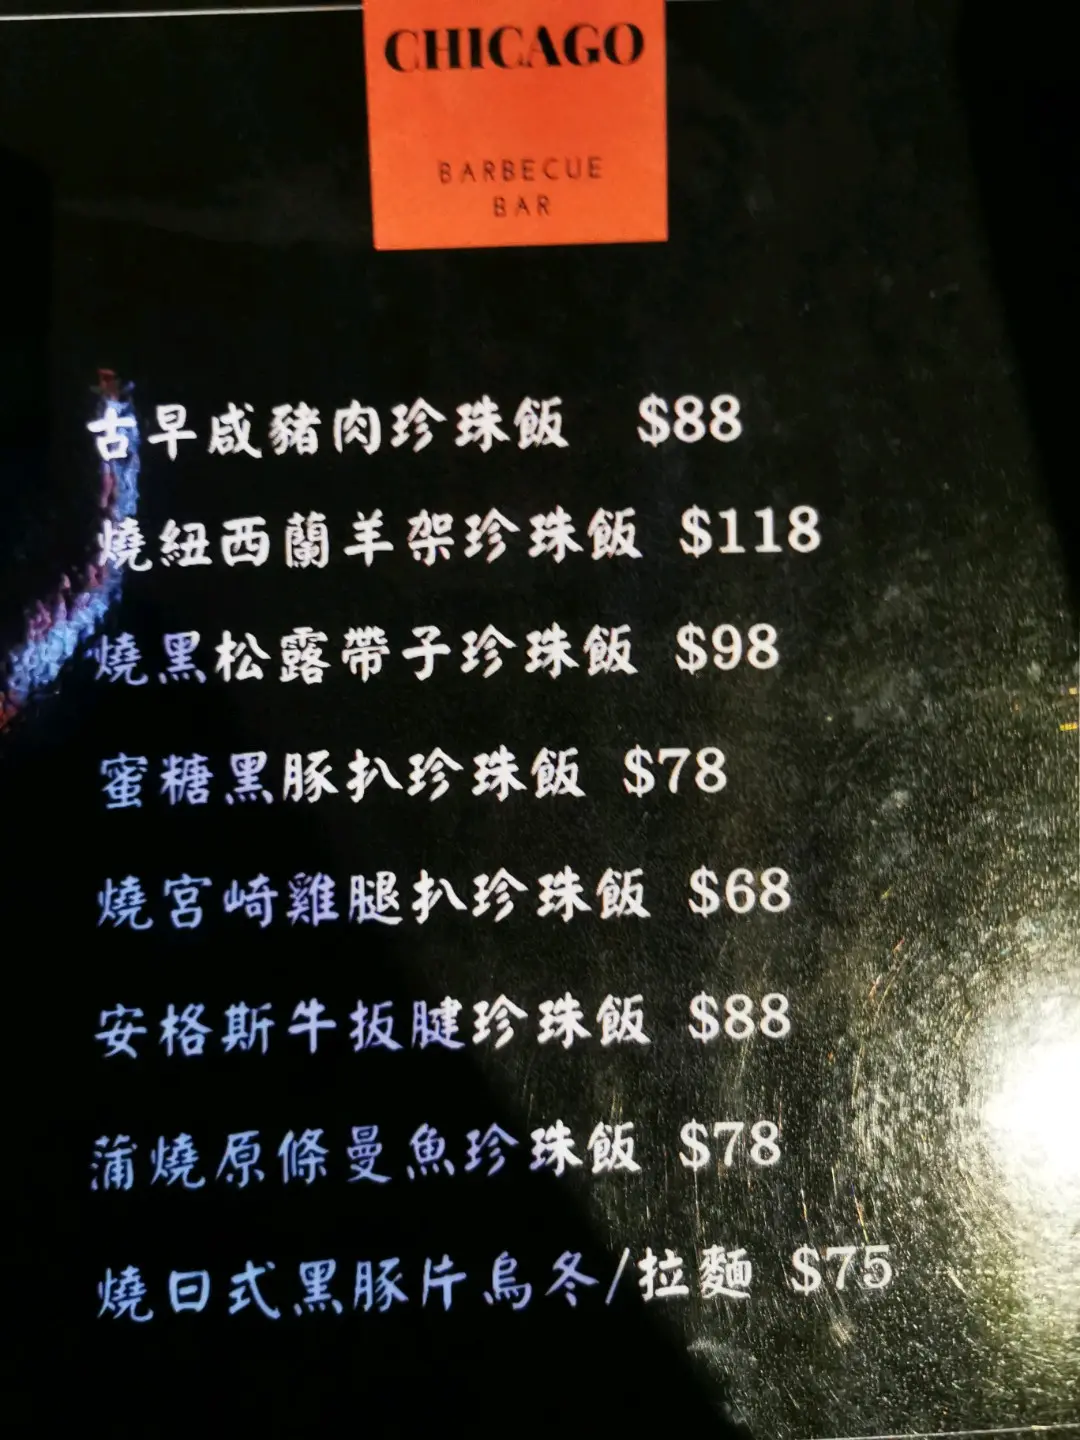 CHICAGO
BARBECUE
BAR
古早咸豬肉珍珠飯 $88
燒紐西蘭羊架珍珠飯 $118
燒黑松露帶子珍珠飯 $98
蜜糖黑豚扒珍珠飯 $78
燒宮崎雞腿扒珍珠飯 $68
安格斯牛扳腱珍珠飯 $88
蒲燒原條曼魚珍珠飯 $78
燒日式黑豚片烏冬/拉麵 $75